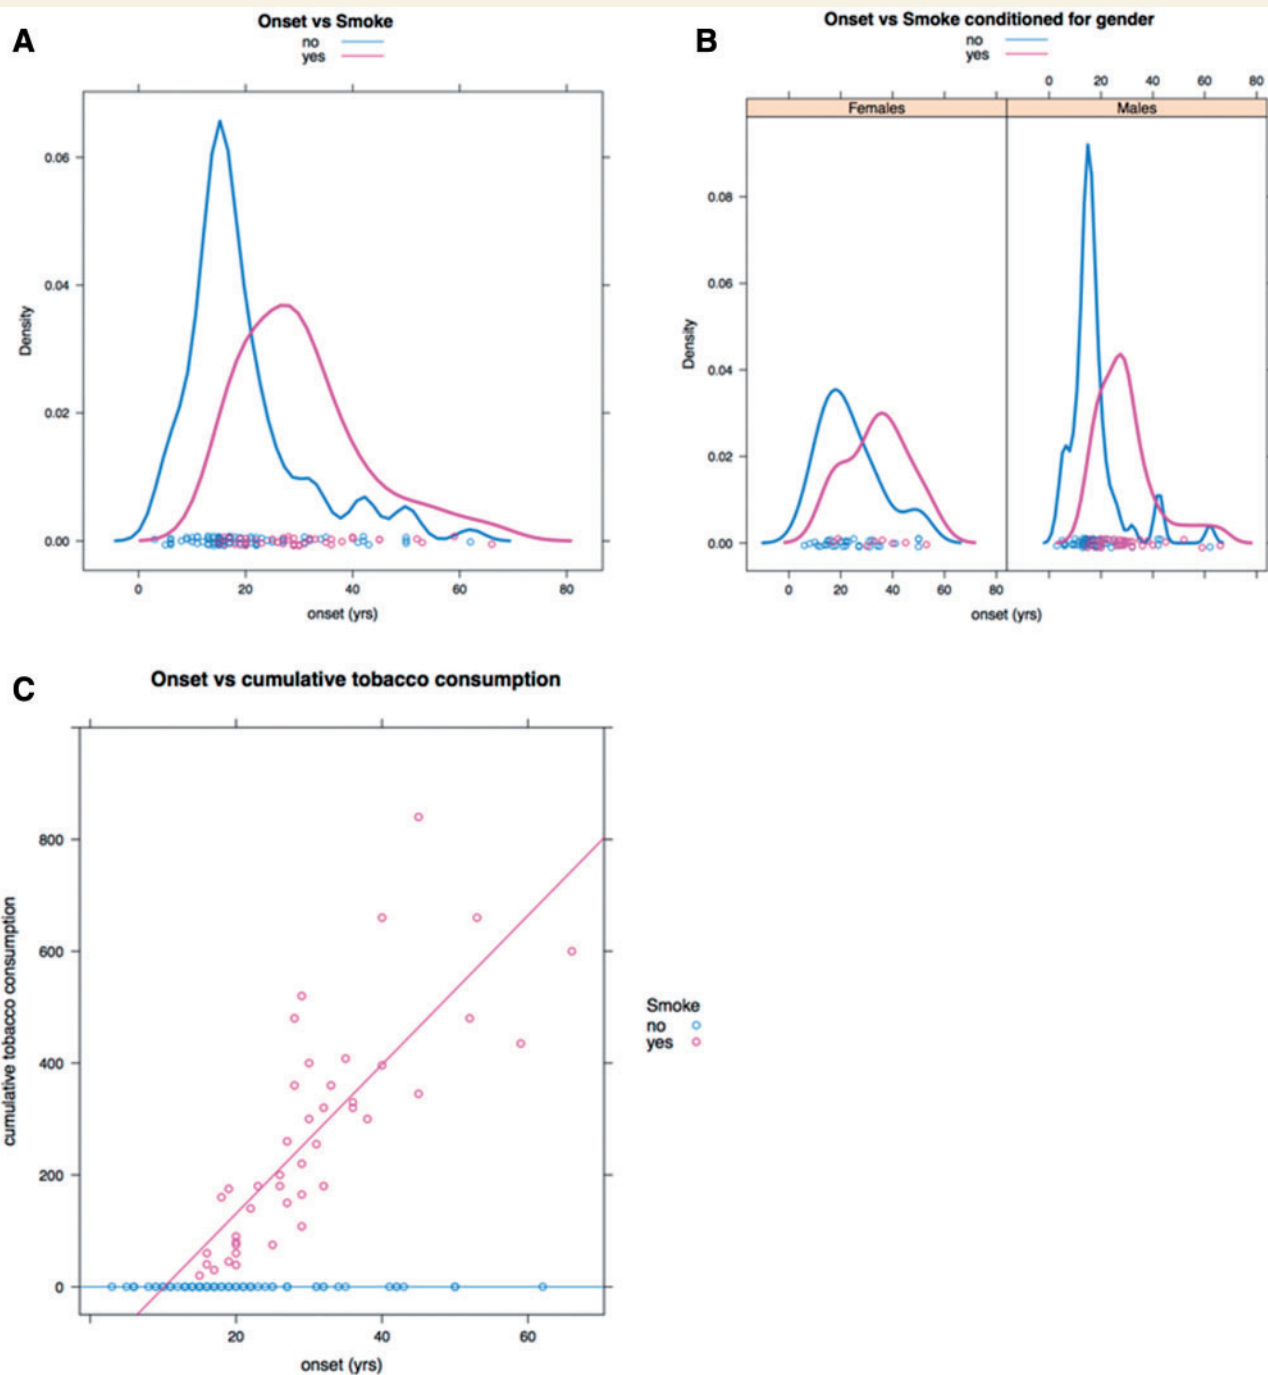 A
Onset vs Smoke
no
yes
0.06
0.04
0.02
0.00
Density
0 20 40 60 80
onset (yrs)
B
Onset vs Smoke conditioned for gender
no
yes
0 20 40 60 80
Females Males
0.08
0.06
0.04
0.02
0.00
Density
0 20 40 60 80
onset (yrs)
C
Onset vs cumulative tobacco consumption
800
600
400
200
0
cumulative tobacco consumption
20 40 60
onset (yrs)
Smoke
no
yes